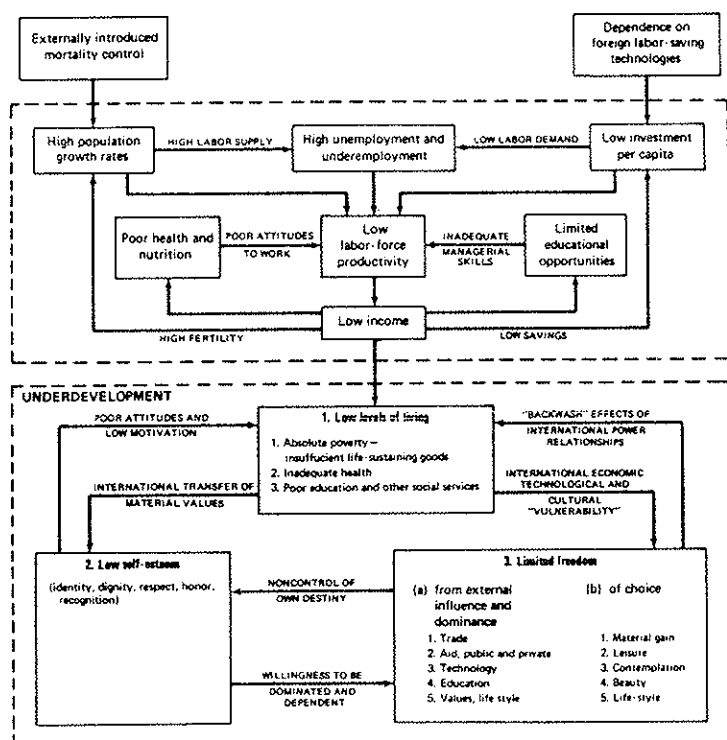 Externally introduced
mortality control
Dependence on
foreign labor-saving
technologies
High population
growth rates
HIGH LABOR SUPPLY
High unemployment and
underemployment
LOW LABOR DEMAND
Low investment
per capita
Poor health and
nutrition
POOR ATTITUDES
TO WORK
Low
labor-force
productivity
INADEQUATE
MANAGERIAL
SKILLS
Limited
educational
opportunities
Low income
HIGH FERTILITY
LOW SAVINGS
UNDERDEVELOPMENT
POOR ATTITUDES AND
LOW MOTIVATION
1. Low levels of living
1. Absolute poverty—
insufficient life-sustaining goods
2. Inadequate health
3. Poor education and other social services
"BACKWASH" EFFECTS OF
INTERNATIONAL POWER
RELATIONSHIPS
INTERNATIONAL TRANSFER OF
MATERIAL VALUES
INTERNATIONAL ECONOMIC
TECHNOLOGICAL AND
CULTURAL
"VULNERABILITY"
2. Low self-esteem
(identity, dignity, respect, honor,
recognition)
NONCONTROL OF
OWN DESTINY
WILLINGNESS TO BE
DOMINATED AND
DEPENDENT
3. Limited freedom
(a) from external
influence and
dominance
1. Trade
2. Aid, public and private
3. Technology
4. Education
5. Values, life style
(b) of choice
1. Material gain
2. Leisure
3. Contemplation
4. Beauty
5. Life-style